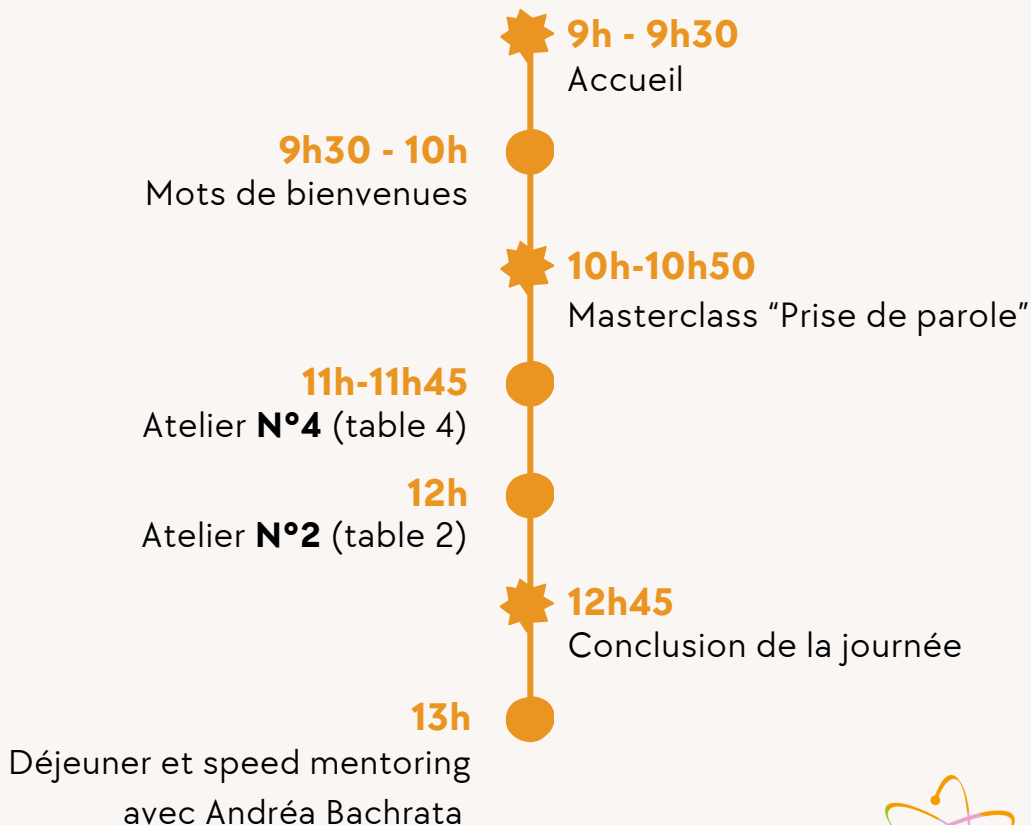 9h - 9h30
Accueil
9h30 - 10h
Mots de bienvenues
10h-10h50
Masterclass “Prise de parole”
11h-11h45
Atelier N°4 (table 4)
12h
Atelier N°2 (table 2)
12h45
Conclusion de la journée
13h
Déjeuner et speed mentoring
avec Andréa Bachrata